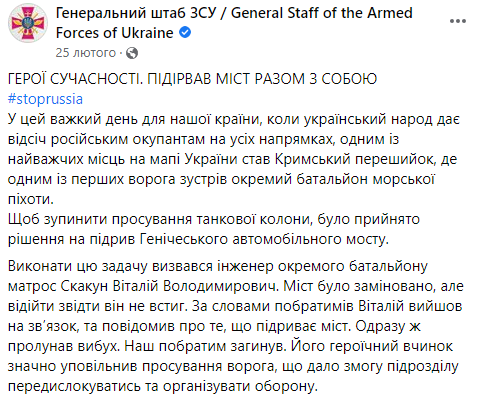 Генеральний штаб ЗСУ / General Staff of the Armed
Forces of Ukraine
25 лютого ·
ГЕРОЇ СУЧАСНОСТІ. ПІДІРВАВ МІСТ РАЗОМ З СОБОЮ
#stoprussia
У цей важкий день для нашої країни, коли український народ дає
відсіч російським окупантам на усіх напрямках, одним із
найважчих місць на мапі України став Кримський перешийок, де
одним із перших ворога зустрів окремий батальйон морської
піхоти.
Щоб зупинити просування танкової колони, було прийнято
рішення на підрив Генічеського автомобільного мосту.
Виконати цю задачу визвався інженер окремого батальйону
матрос Скакун Віталій Володимирович. Міст було заміновано, але
відійти звідти він не встиг. За словами побратимів Віталій вийшов
на зв'язок, та повідомив про те, що підриває міст. Одразу ж
пролунав вибух. Наш побратим загинув. Його героїчний вчинок
значно уповільнив просування ворога, що дало змогу підрозділу
передислокуватись та організувати оборону.